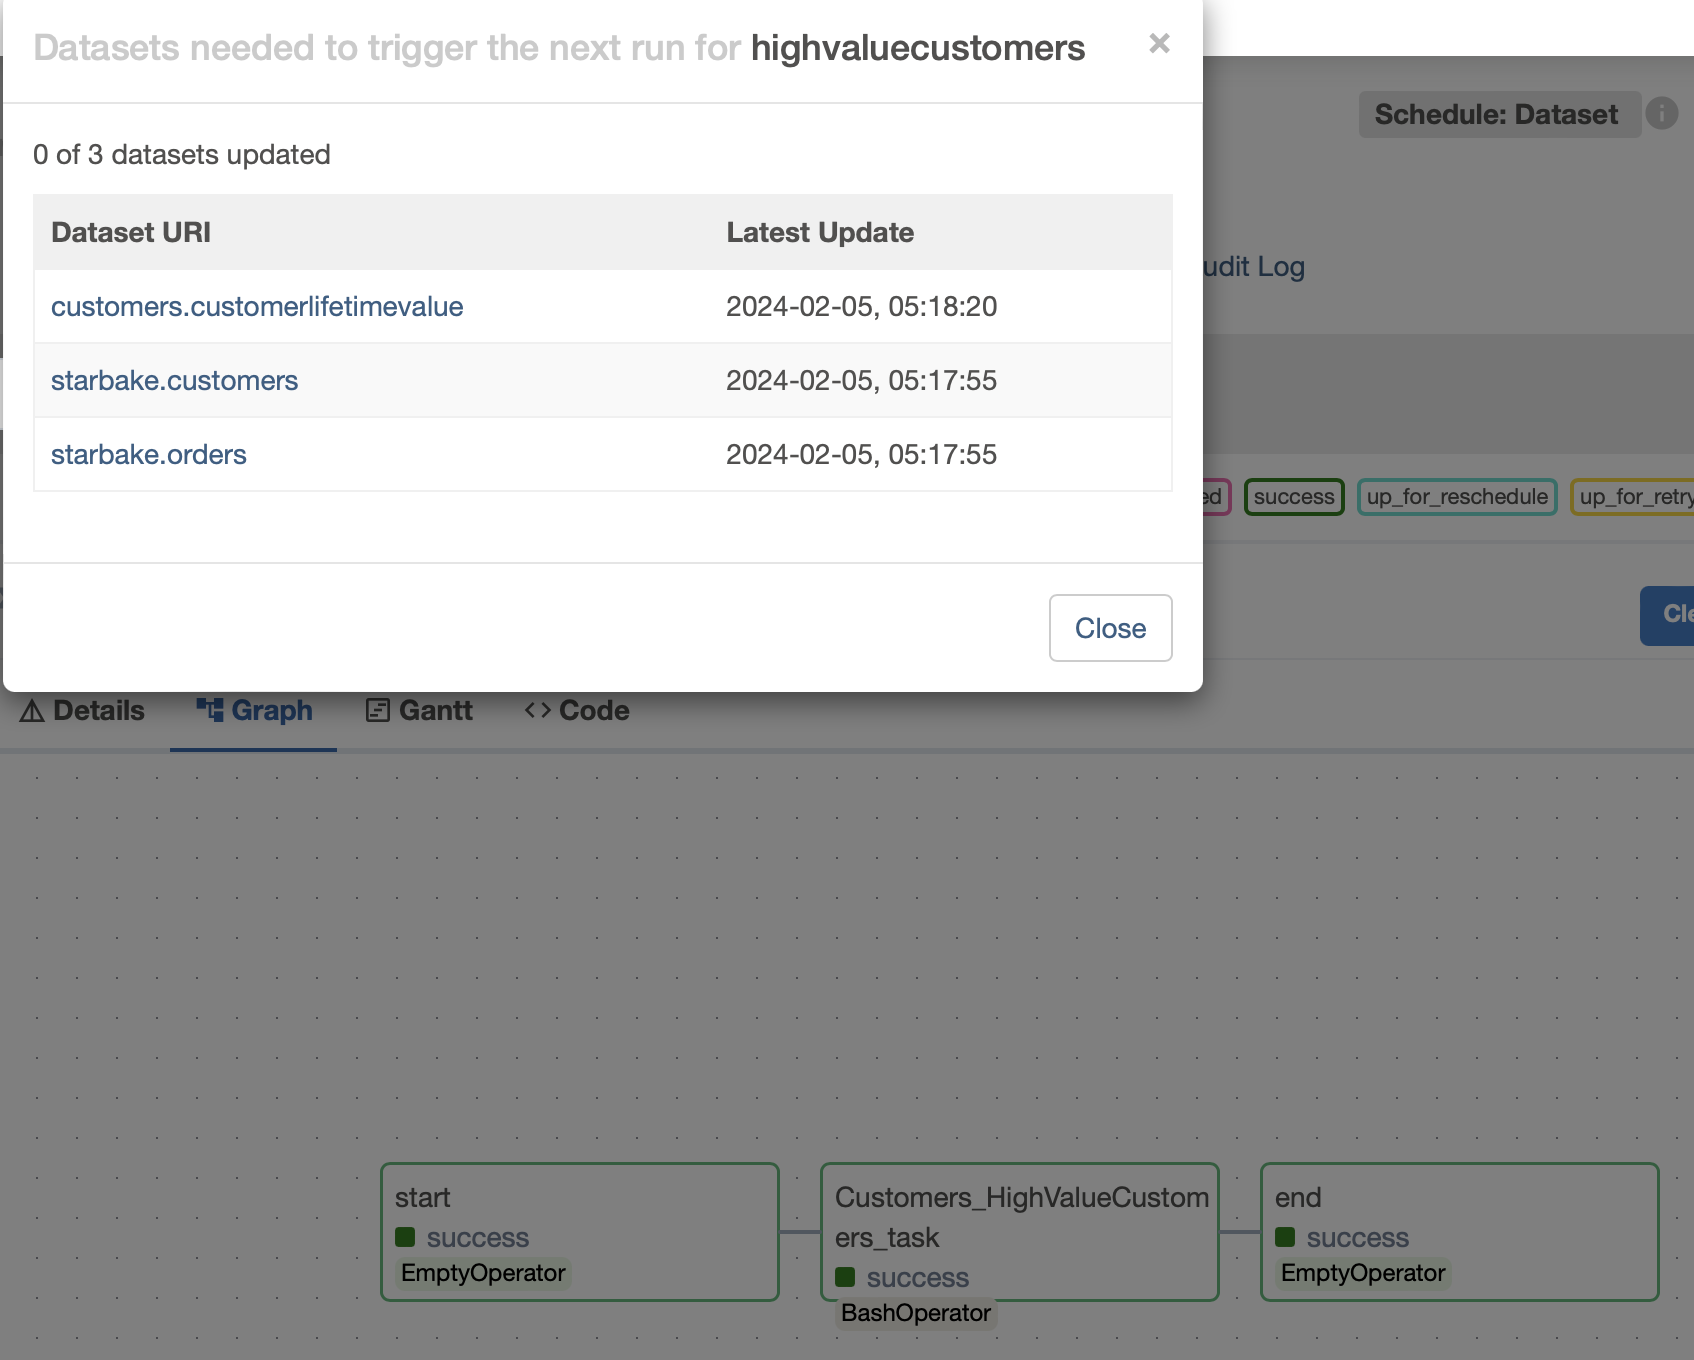 Datasets needed to trigger the next run for highvaluecustomers ×
0 of 3 datasets updated
Dataset URI Latest Update
customers.customerlifetimevalue 2024-02-05, 05:18:20
starbake.customers 2024-02-05, 05:17:55
starbake.orders 2024-02-05, 05:17:55
Close
Schedule: Dataset
udit Log
ed success up_for_reschedule up_for_retry
Cle
Details Graph Gantt Code
start
success
EmptyOperator
Customers_HighValueCustom
ers_task
success
BashOperator
end
success
EmptyOperator